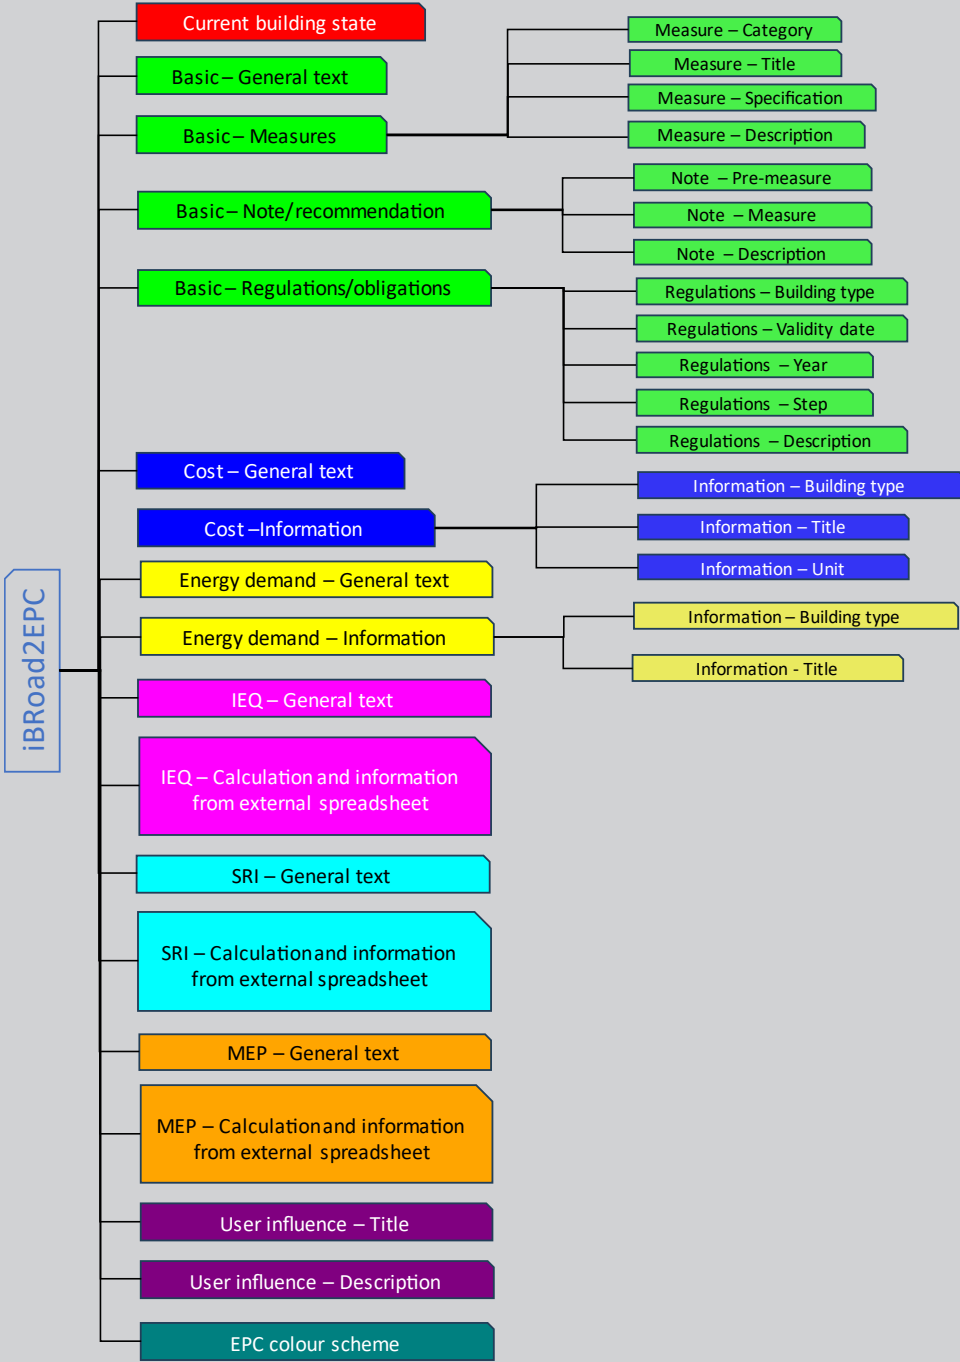 iBRoad2EPC
Current building state
Basic – General text
Basic – Measures
Measure – Category
Measure – Title
Measure – Specification
Measure – Description
Basic – Note/recommendation
Note – Pre-measure
Note – Measure
Note – Description
Basic – Regulations/obligations
Regulations – Building type
Regulations – Validity date
Regulations – Year
Regulations – Step
Regulations – Description
Cost – General text
Cost –Information
Information – Building type
Information – Title
Information – Unit
Energy demand – General text
Energy demand – Information
Information – Building type
Information - Title
IEQ – General text
IEQ – Calculation and information
from external spreadsheet
SRI – General text
SRI – Calculation and information
from external spreadsheet
MEP – General text
MEP – Calculation and information
from external spreadsheet
User influence – Title
User influence – Description
EPC colour scheme